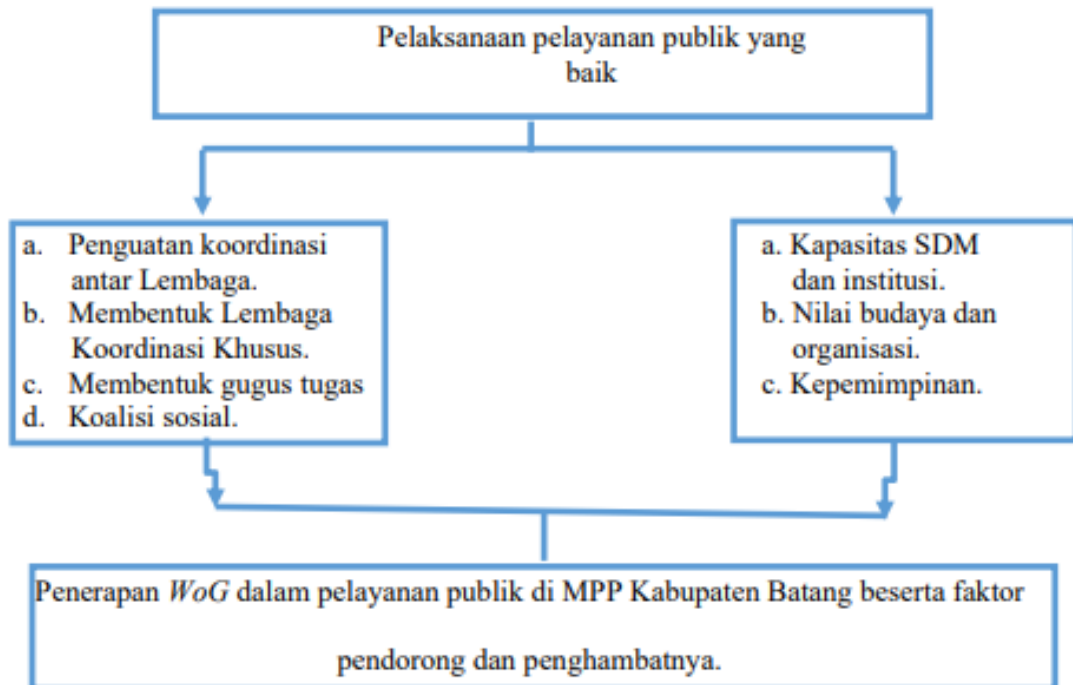 Pelaksanaan pelayanan publik yang
baik
a. Penguatan koordinasi
antar Lembaga.
b. Membentuk Lembaga
Koordinasi Khusus.
c. Membentuk gugus tugas
d. Koalisi sosial.
a. Kapasitas SDM
dan institusi.
b. Nilai budaya dan
organisasi.
c. Kepemimpinan.
Penerapan WoG dalam pelayanan publik di MPP Kabupaten Batang beserta faktor
pendorong dan penghambatnya.